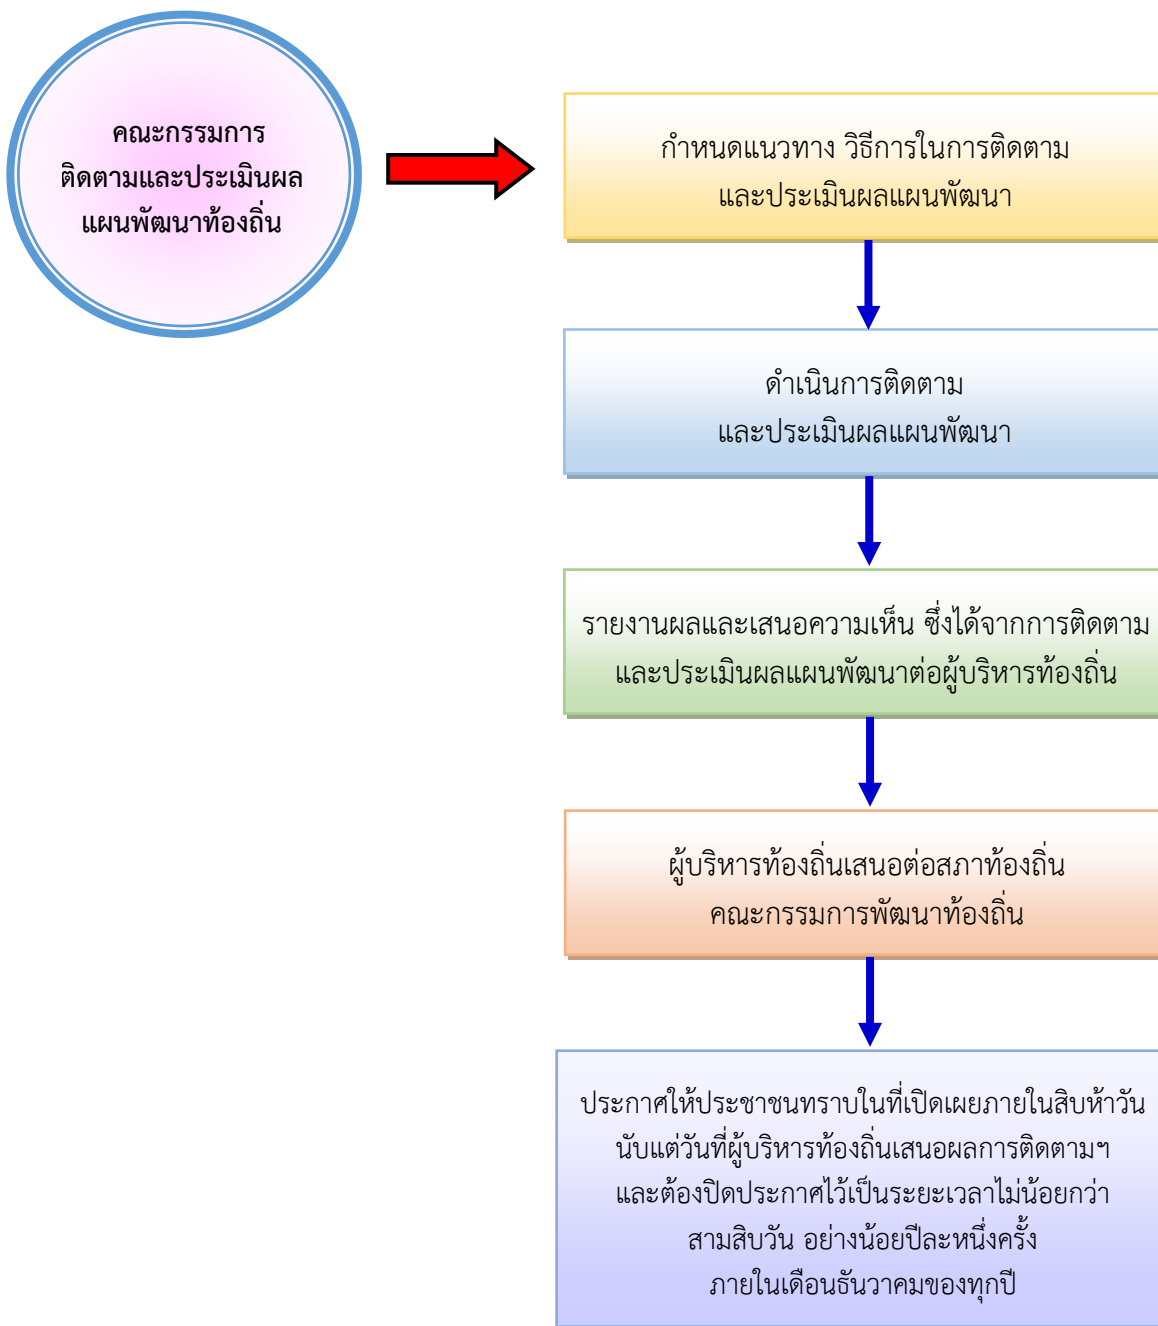 คณะกรรมการ
ติดตามและประเมินผล
แผนพัฒนาท้องถิ่น
กำหนดแนวทาง วิธีการในการติดตาม
และประเมินผลแผนพัฒนา
ดำเนินการติดตาม
และประเมินผลแผนพัฒนา
รายงานผลและเสนอความเห็น ซึ่งได้จากการติดตาม
และประเมินผลแผนพัฒนาต่อผู้บริหารท้องถิ่น
ผู้บริหารท้องถิ่นเสนอต่อสภาท้องถิ่น
คณะกรรมการพัฒนาท้องถิ่น
ประกาศให้ประชาชนทราบในที่เปิดเผยภายในสิบห้าวัน
นับแต่วันที่ผู้บริหารท้องถิ่นเสนอผลการติดตามฯ
และต้องปิดประกาศไว้เป็นระยะเวลาไม่น้อยกว่า
สามสิบวัน อย่างน้อยปีละหนึ่งครั้ง
ภายในเดือนธันวาคมของทุกปี